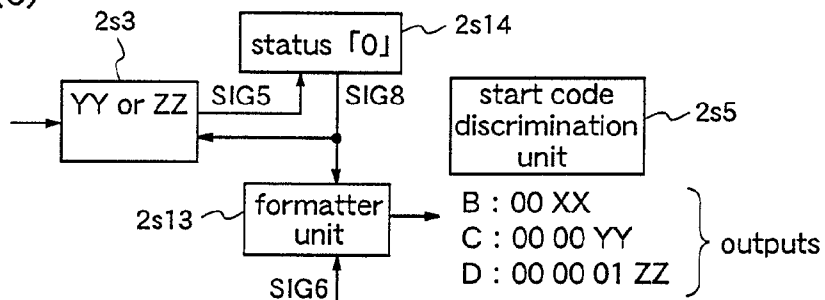 2s3
status「0」
2s14
YY or ZZ
SIG5
SIG8
start code
discrimination
unit
2s5
2s13
formatter
unit
B : 00 XX
C : 00 00 YY
D : 00 00 01 ZZ
outputs
SIG6